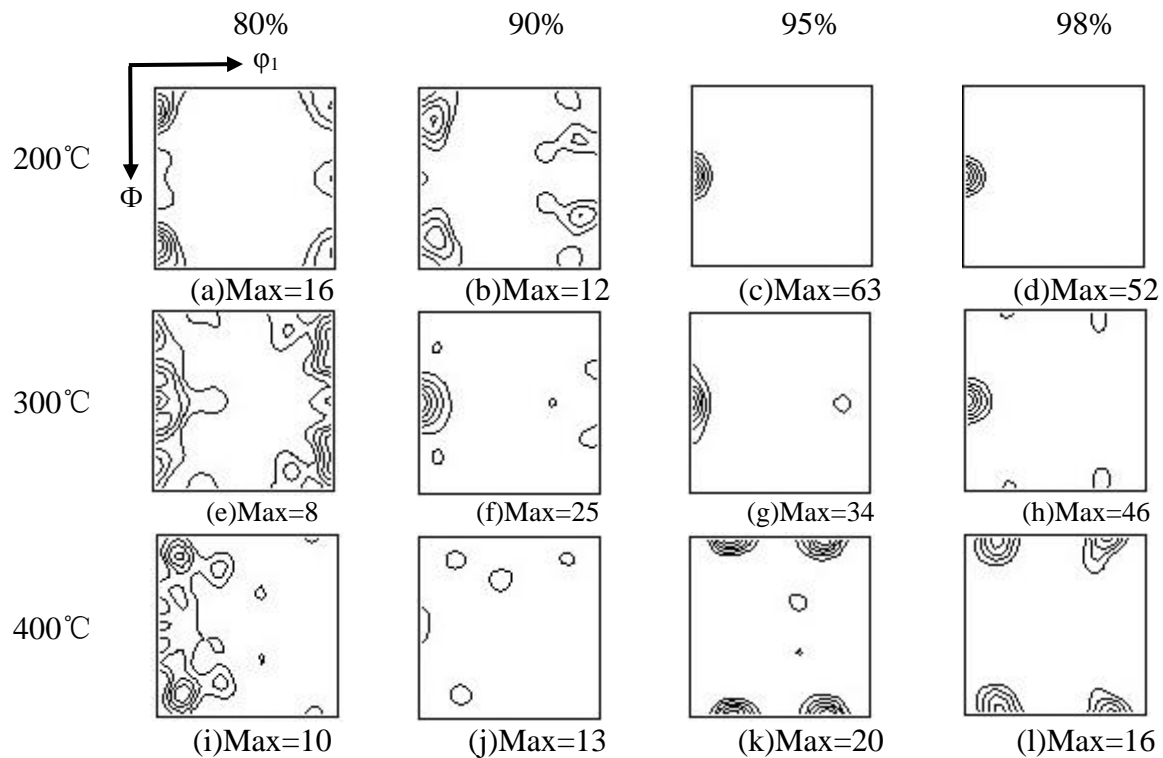 80% 90% 95% 98%
φ₁
200℃
Φ
(a)Max=16 (b)Max=12 (c)Max=63 (d)Max=52
300℃
(e)Max=8 (f)Max=25 (g)Max=34 (h)Max=46
400℃
(i)Max=10 (j)Max=13 (k)Max=20 (l)Max=16